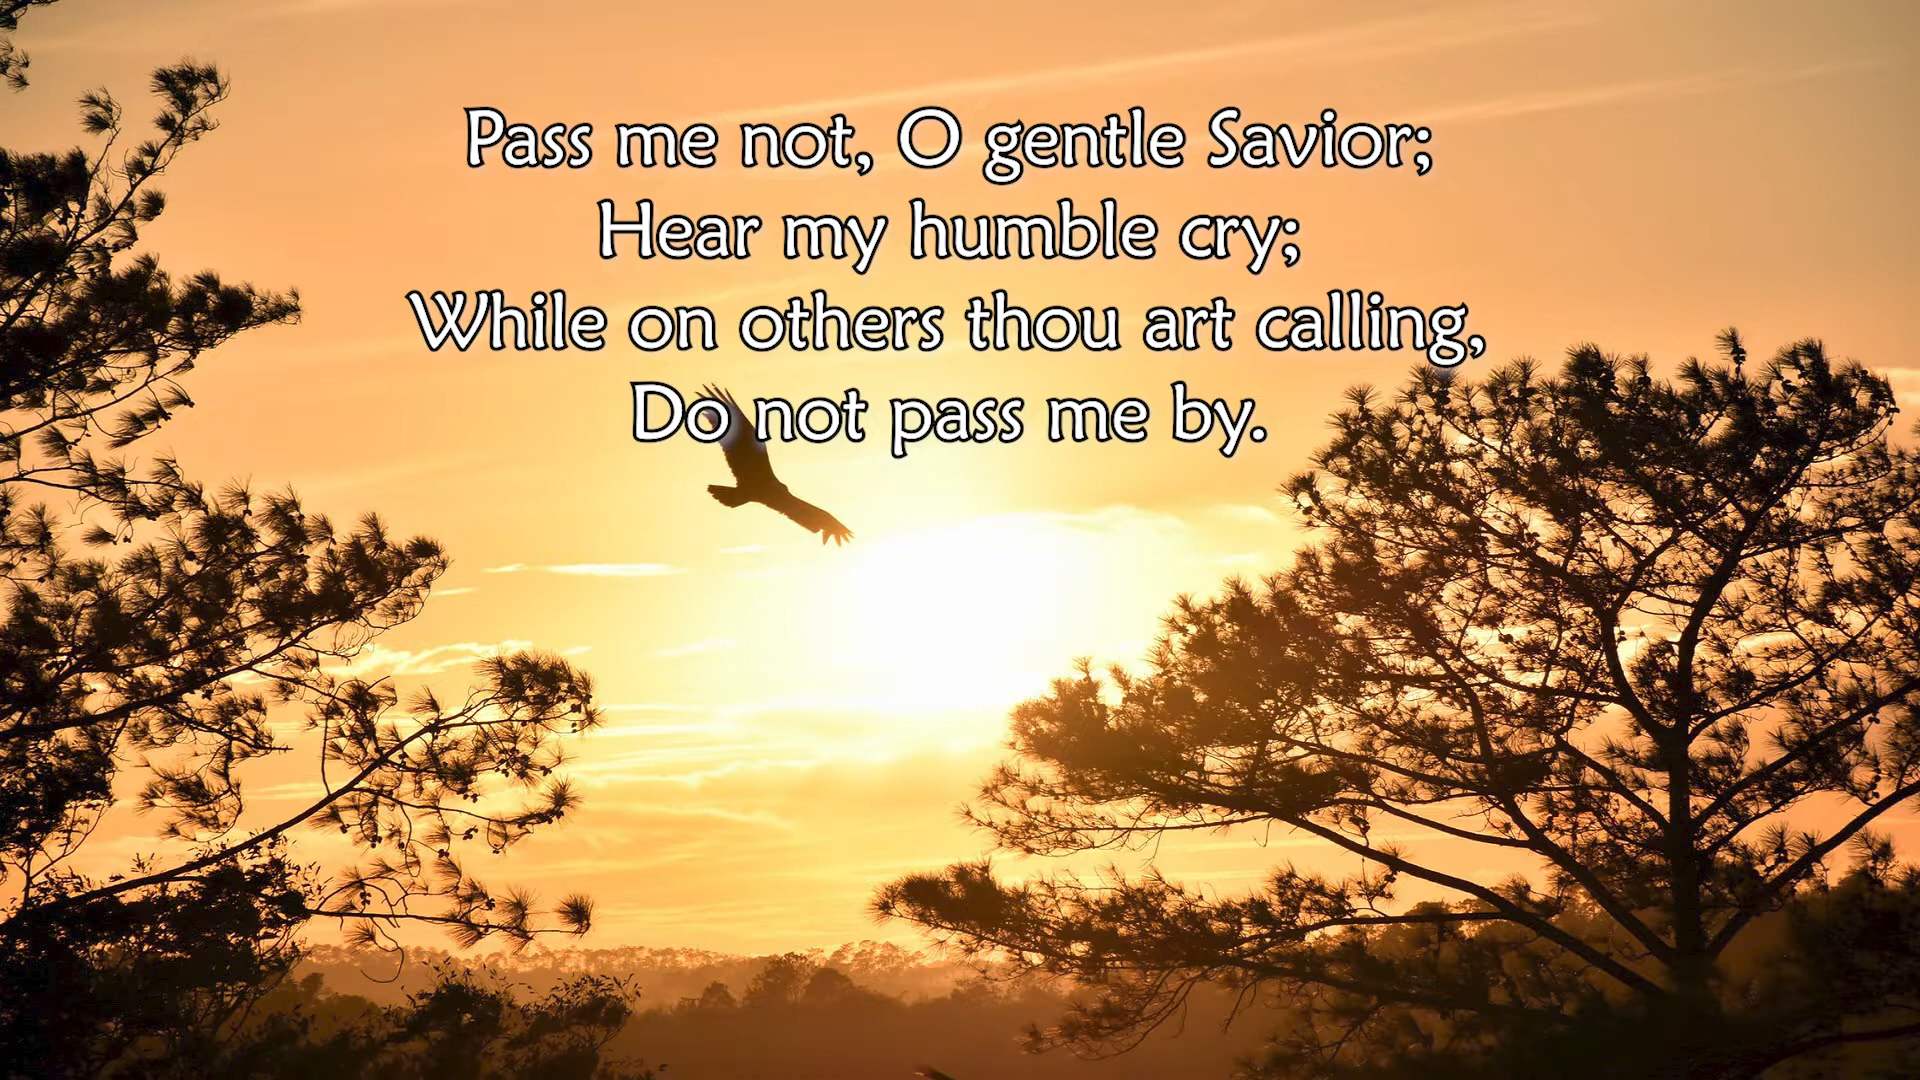 Pass me not, O gentle Savior;
Hear my humble cry;
While on others thou art calling,
Do not pass me by.